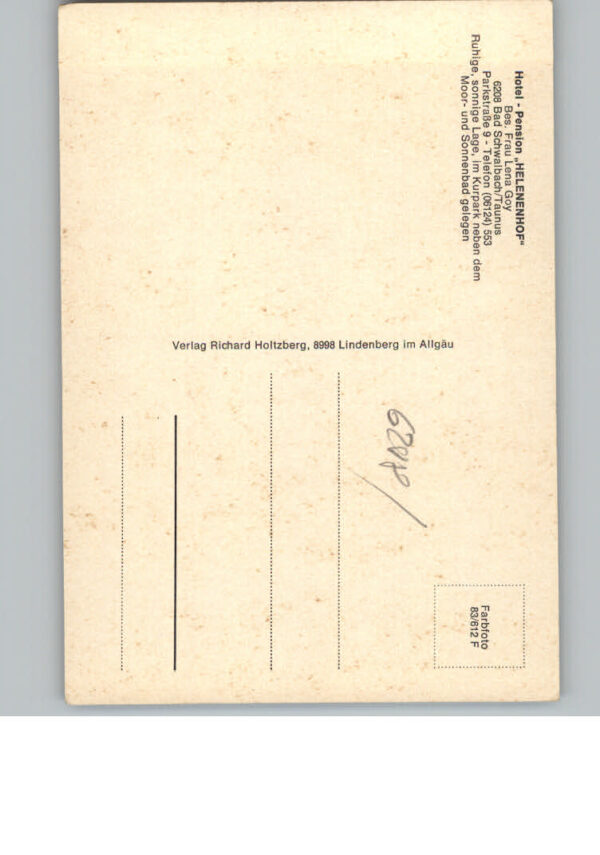 Hotel - Pension „HELENENHOF“
Bes. Frau Lena Goy
6208 Bad Schwalbach/Taunus
Parkstraße 9 - Telefon (06124) 553
Ruhige, sonnige Lage, im Kurpark neben dem
Moor- und Sonnenbad gelegen
Verlag Richard Holtzberg, 8998 Lindenberg im Allgäu
6208/
Farbfoto
83/612 F